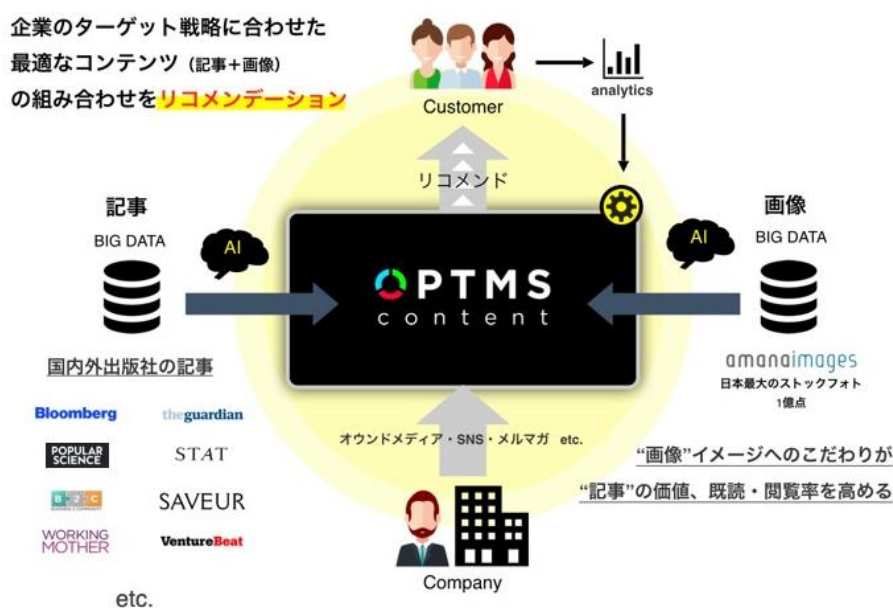 企業のターゲット戦略に合わせた
最適なコンテンツ（記事＋画像）
の組み合わせをリコメンデーション
Customer
analytics
リコメンド
記事
BIG DATA
AI
画像
BIG DATA
AI
OPTMS
content
国内外出版社の記事
Bloomberg
theguardian
POPULAR
SCIENCE
STAT
B2C
SAVEUR
WORKING
MOTHER
VentureBeat
etc.
amanaimages
日本最大のストックフォト
1億点
オウンドメディア・SNS・メルマガ etc.
“画像”イメージへのこだわりが
“記事”の価値、既読・閲覧率を高める
Company